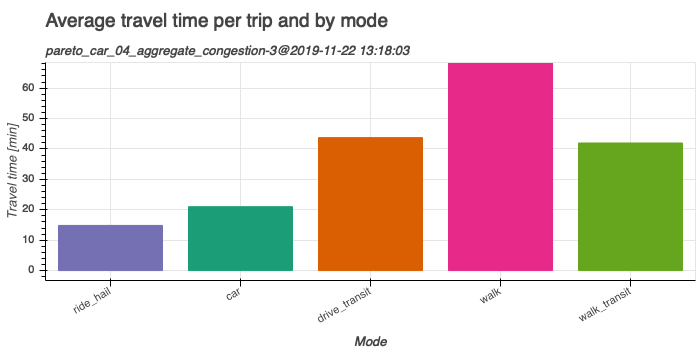 Average travel time per trip and by mode
pareto_car_04_aggregate_congestion-3@2019-11-22 13:18:03
Travel time [min]
60
50
40
30
20
10
0
ride_hail
car
drive_transit
walk
walk_transit
Mode